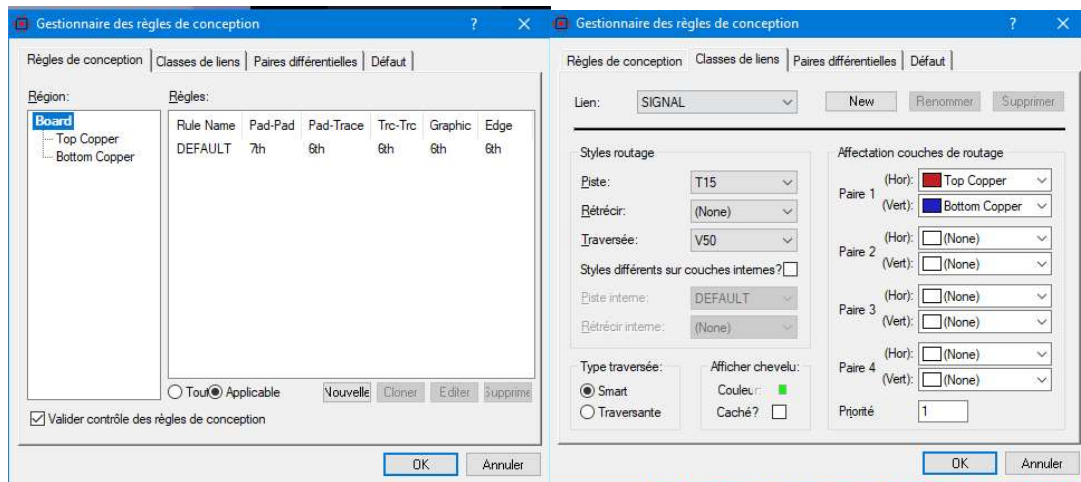 Gestionnaire des règles de conception ? ×
Règles de conception Classes de liens Paires différentielles Défaut
Région: Règles:
Board
Top Copper
Bottom Copper
Rule Name Pad-Pad Pad-Trace Trc-Trc Graphic Edge
DEFAULT 7th 6th 6th 6th 6th
Tout Applicable Nouvelle Cloner Editer Supprime
Valider contrôle des règles de conception
OK Annuler
Gestionnaire des règles de conception ? ×
Règles de conception Classes de liens Paires différentielles Défaut
Lien: SIGNAL New Renommer Supprimer
Styles routage
Piste: T15
Rétrécir: (None)
Traversée: V50
Styles différents sur couches internes?
Piste interne: DEFAULT
Rétrécir interne: (None)
Type traversée:
Smart
Traversante
Afficher chevelu:
Couleur:
Caché?
Affectation couches de routage
Paire 1 (Hor): Top Copper
(Vert): Bottom Copper
Paire 2 (Hor): (None)
(Vert): (None)
Paire 3 (Hor): (None)
(Vert): (None)
Paire 4 (Hor): (None)
(Vert): (None)
Priorité 1
OK Annuler